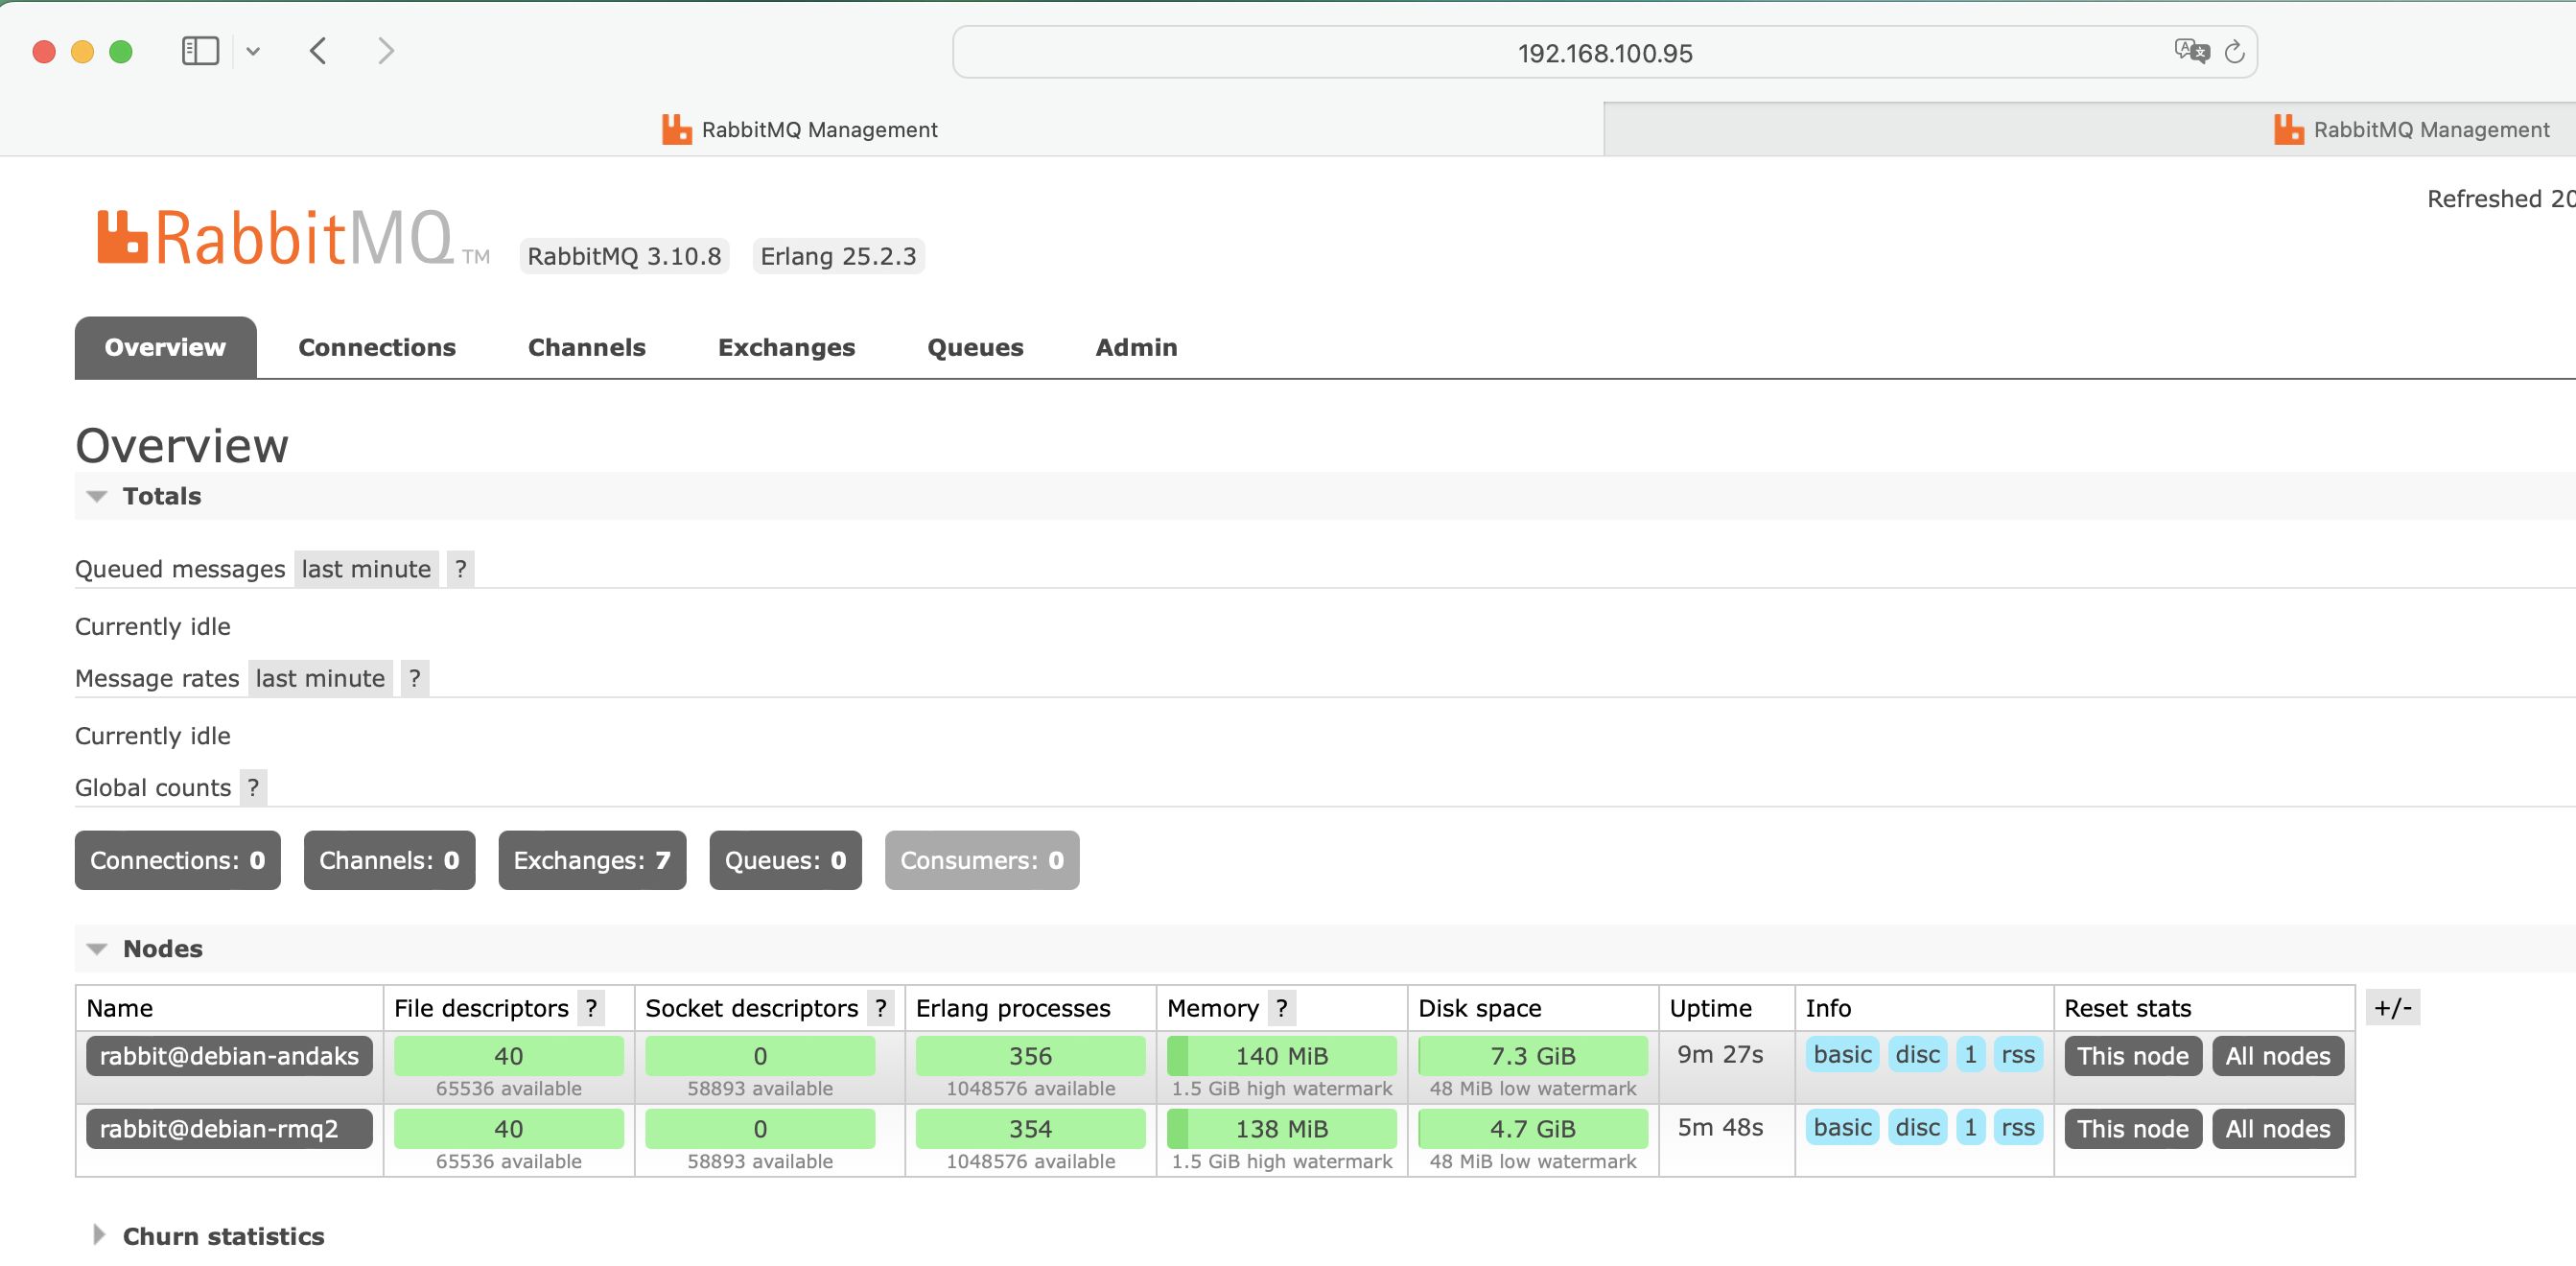 192.168.100.95
RabbitMQ Management
RabbitMQ Management
Refreshed 20
RabbitMQ TM RabbitMQ 3.10.8 Erlang 25.2.3
Overview Connections Channels Exchanges Queues Admin
Overview
Totals
Queued messages last minute ?
Currently idle
Message rates last minute ?
Currently idle
Global counts ?
Connections: 0 Channels: 0 Exchanges: 7 Queues: 0 Consumers: 0
Nodes
Name File descriptors ? Socket descriptors ? Erlang processes Memory ? Disk space Uptime Info Reset stats +/-
rabbit@debian-andaks 40 0 356 140 MiB 7.3 GiB 9m 27s basic disc 1 rss This node All nodes
65536 available 58893 available 1048576 available 1.5 GiB high watermark 48 MiB low watermark
rabbit@debian-rmq2 40 0 354 138 MiB 4.7 GiB 5m 48s basic disc 1 rss This node All nodes
65536 available 58893 available 1048576 available 1.5 GiB high watermark 48 MiB low watermark
Churn statistics